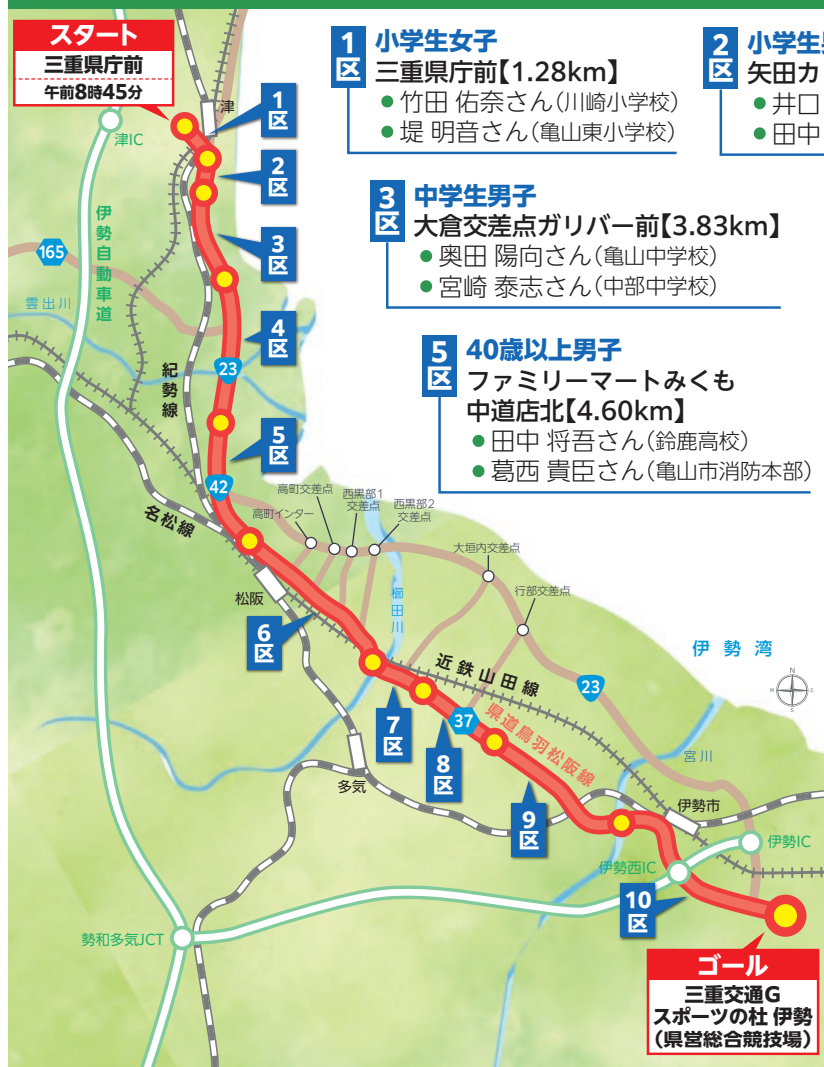 スタート
三重県庁前
午前8時45分
1区
小学生女子
三重県庁前【1.28km】
● 竹田 佑奈さん(川崎小学校)
● 堤 明音さん(亀山東小学校)
2区
小学生
矢田カ
● 井口
● 田中
3区
中学生男子
大倉交差点ガリバー前【3.83km】
● 奥田 陽向さん(亀山中学校)
● 宮崎 泰志さん(中部中学校)
5区
40歳以上男子
ファミリーマートみくも
中道店北【4.60km】
● 田中 将吾さん(鈴鹿高校)
● 葛西 貴臣さん(亀山市消防本部)
津
津IC
1区
2区
3区
4区
5区
伊勢自動車道
165
雲出川
紀勢線
23
42
名松線
高町インター
高町交差点
西黒部1
交差点
西黒部2
交差点
大垣内交差点
行部交差点
松阪
櫛田川
6区
近鉄山田線
伊勢湾
N
W
E
S
23
7区
37
県道鳥羽松阪線
8区
宮川
多気
9区
伊勢市
伊勢IC
伊勢西IC
10区
勢和多気JCT
ゴール
三重交通G
スポーツの杜 伊勢
(県営総合競技場)